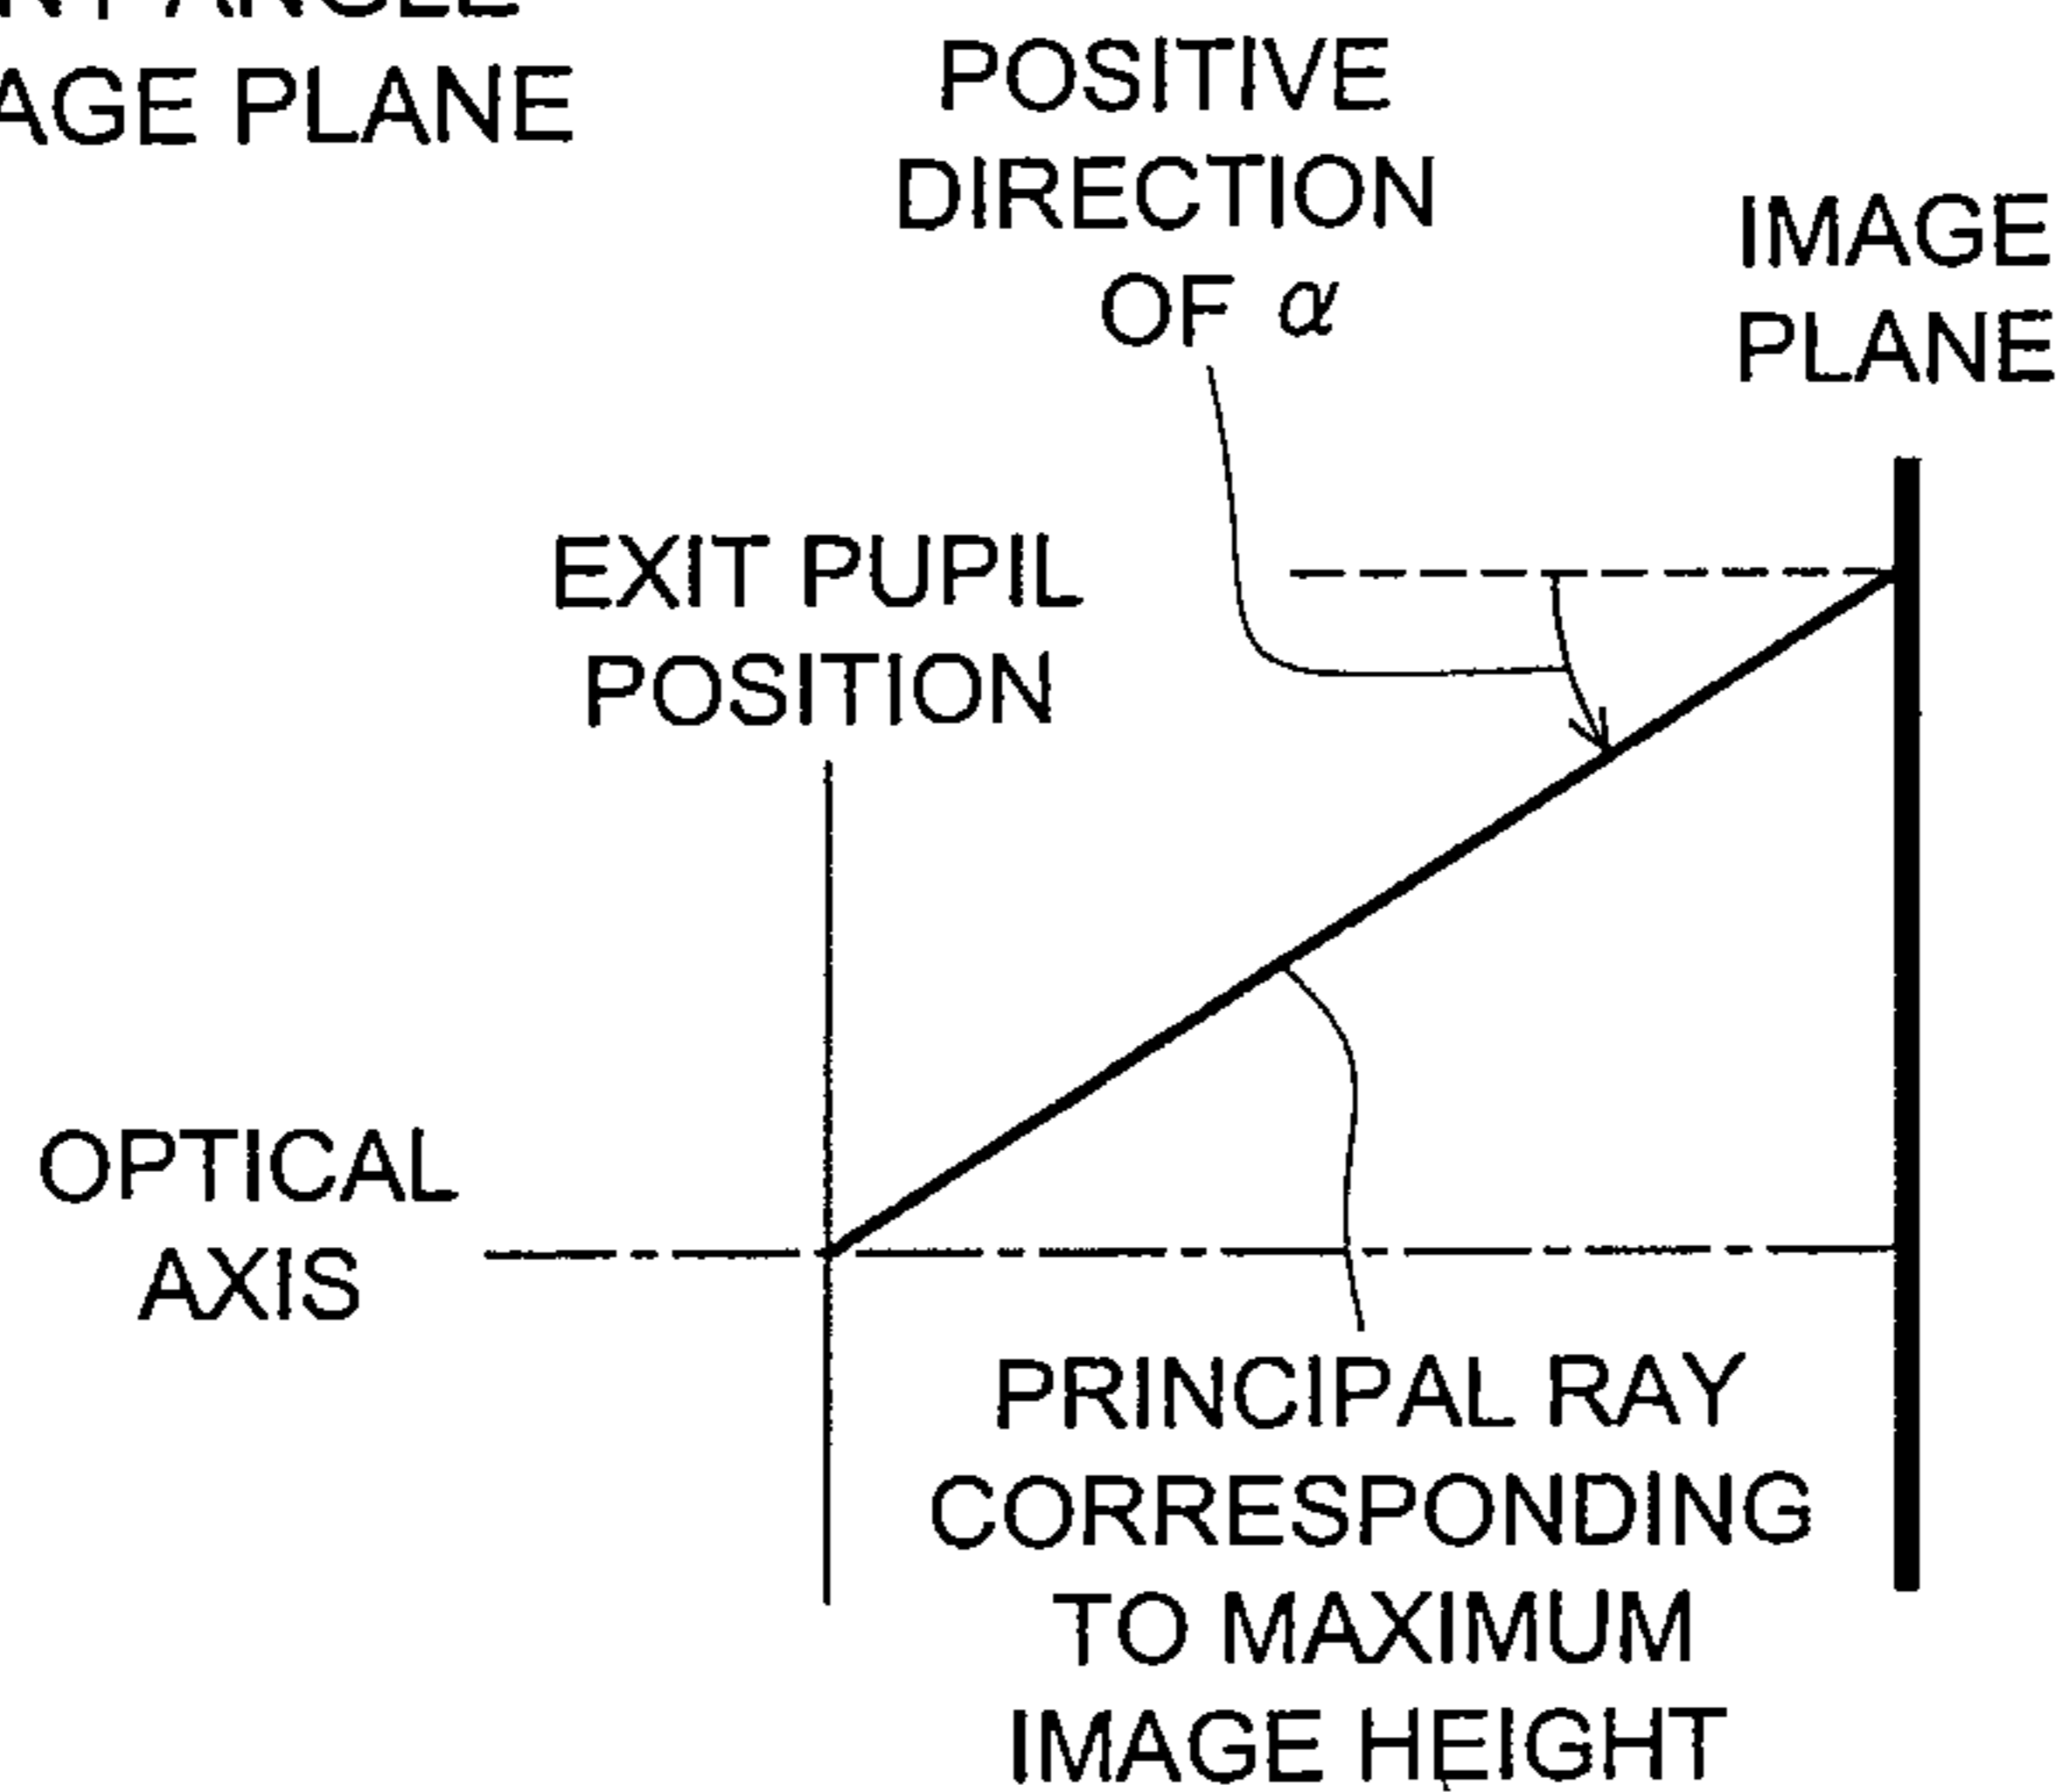 ANGLE
AGE PLANE
POSITIVE
DIRECTION
OF α
IMAGE
PLANE
EXIT PUPIL
POSITION
OPTICAL
AXIS
PRINCIPAL RAY
CORRESPONDING
TO MAXIMUM
IMAGE HEIGHT